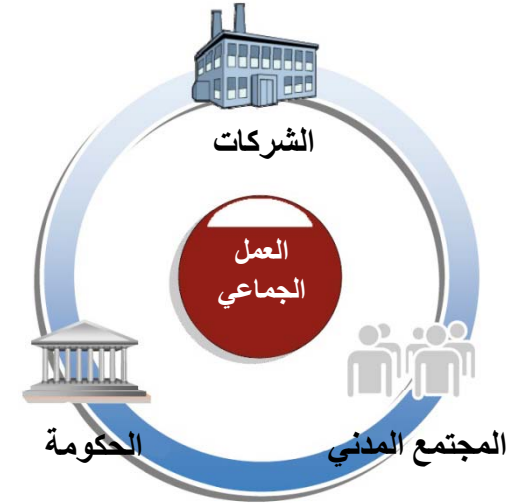 الشركات
العمل
الجماعي
المجتمع المدني
الحكومة